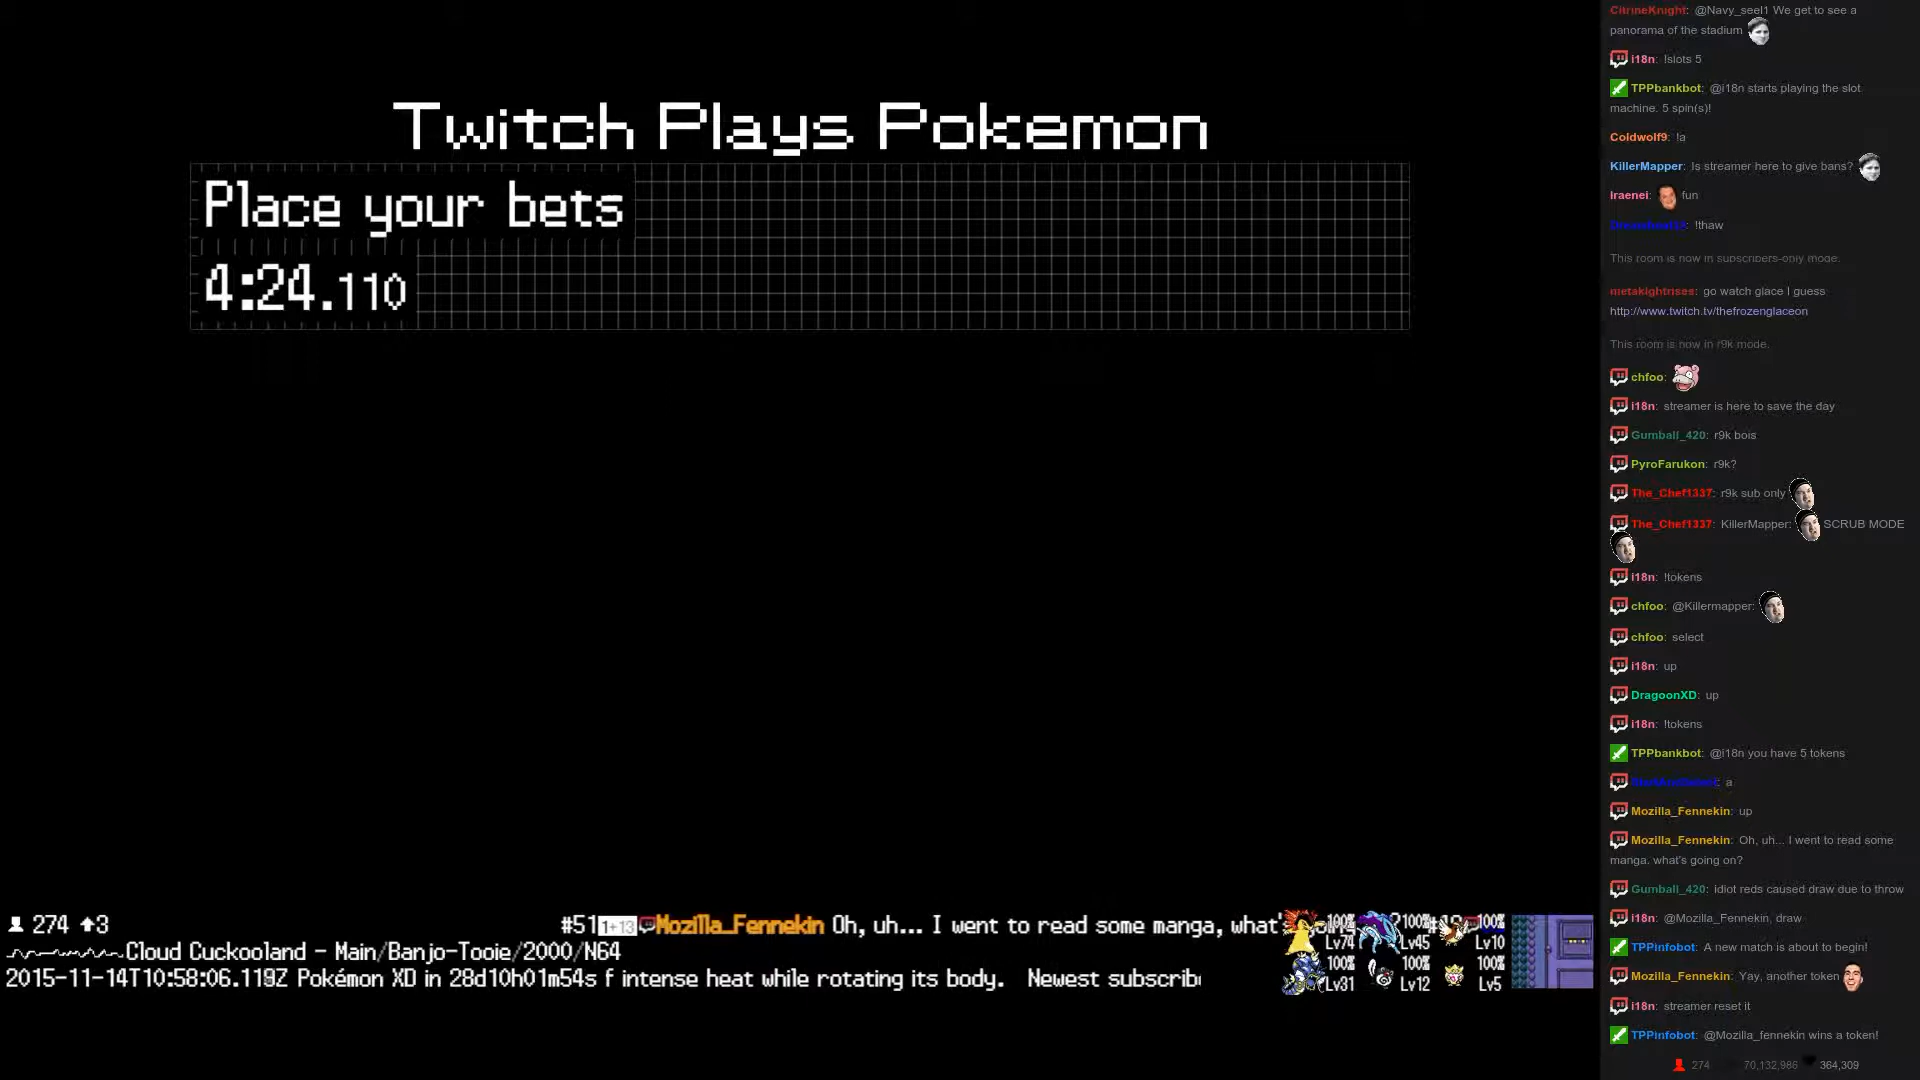 Twitch Plays Pokemon
Place your bets
4:24.110
274 3
#51 1+13 Mozilla_Fennekin Oh, uh... I went to read some manga, what'
Cloud Cuckooland - Main/Banjo-Tooie/2000/N64
Pokémon XD in 28d10h01m54s f intense heat while rotating its body. Newest subscrib
100% 100% 100%
Lv74 Lv45 Lv10
100% 100% 100%
Lv31 Lv12 Lv5
CitrineKnight: @Navy_seel1 We get to see a
panorama of the stadium
i18n: !slots 5
TPPbankbot: @i18n starts playing the slot
machine. 5 spin(s)!
Coldwolf9: !a
KillerMapper: Is streamer here to give bans?
iraenei: fun
!thaw
This room is now in subscribers-only mode.
metakightrises: go watch glace I guess
http://www.twitch.tv/thefrozenglaceon
This room is now in r9k mode.
chfoo:
i18n: streamer is here to save the day
Gumball_420: r9k bois
PyroFarukon: r9k?
The_Chef1337: r9k sub only
The_Chef1337: KillerMapper: SCRUB MODE
i18n: !tokens
chfoo: @Killermapper:
chfoo: select
i18n: up
DragoonXD: up
i18n: !tokens
TPPbankbot: @i18n you have 5 tokens
: a
Mozilla_Fennekin: up
Mozilla_Fennekin: Oh, uh... I went to read some
manga. what's going on?
Gumball_420: Idiot reds caused draw due to throw
i18n: @Mozilla_Fennekin, draw
TPPinfobot: A new match is about to begin!
Mozilla_Fennekin: Yay, another token
i18n: streamer reset it
TPPinfobot: @Mozilla_fennekin wins a token!
274 70,132,986 364,309